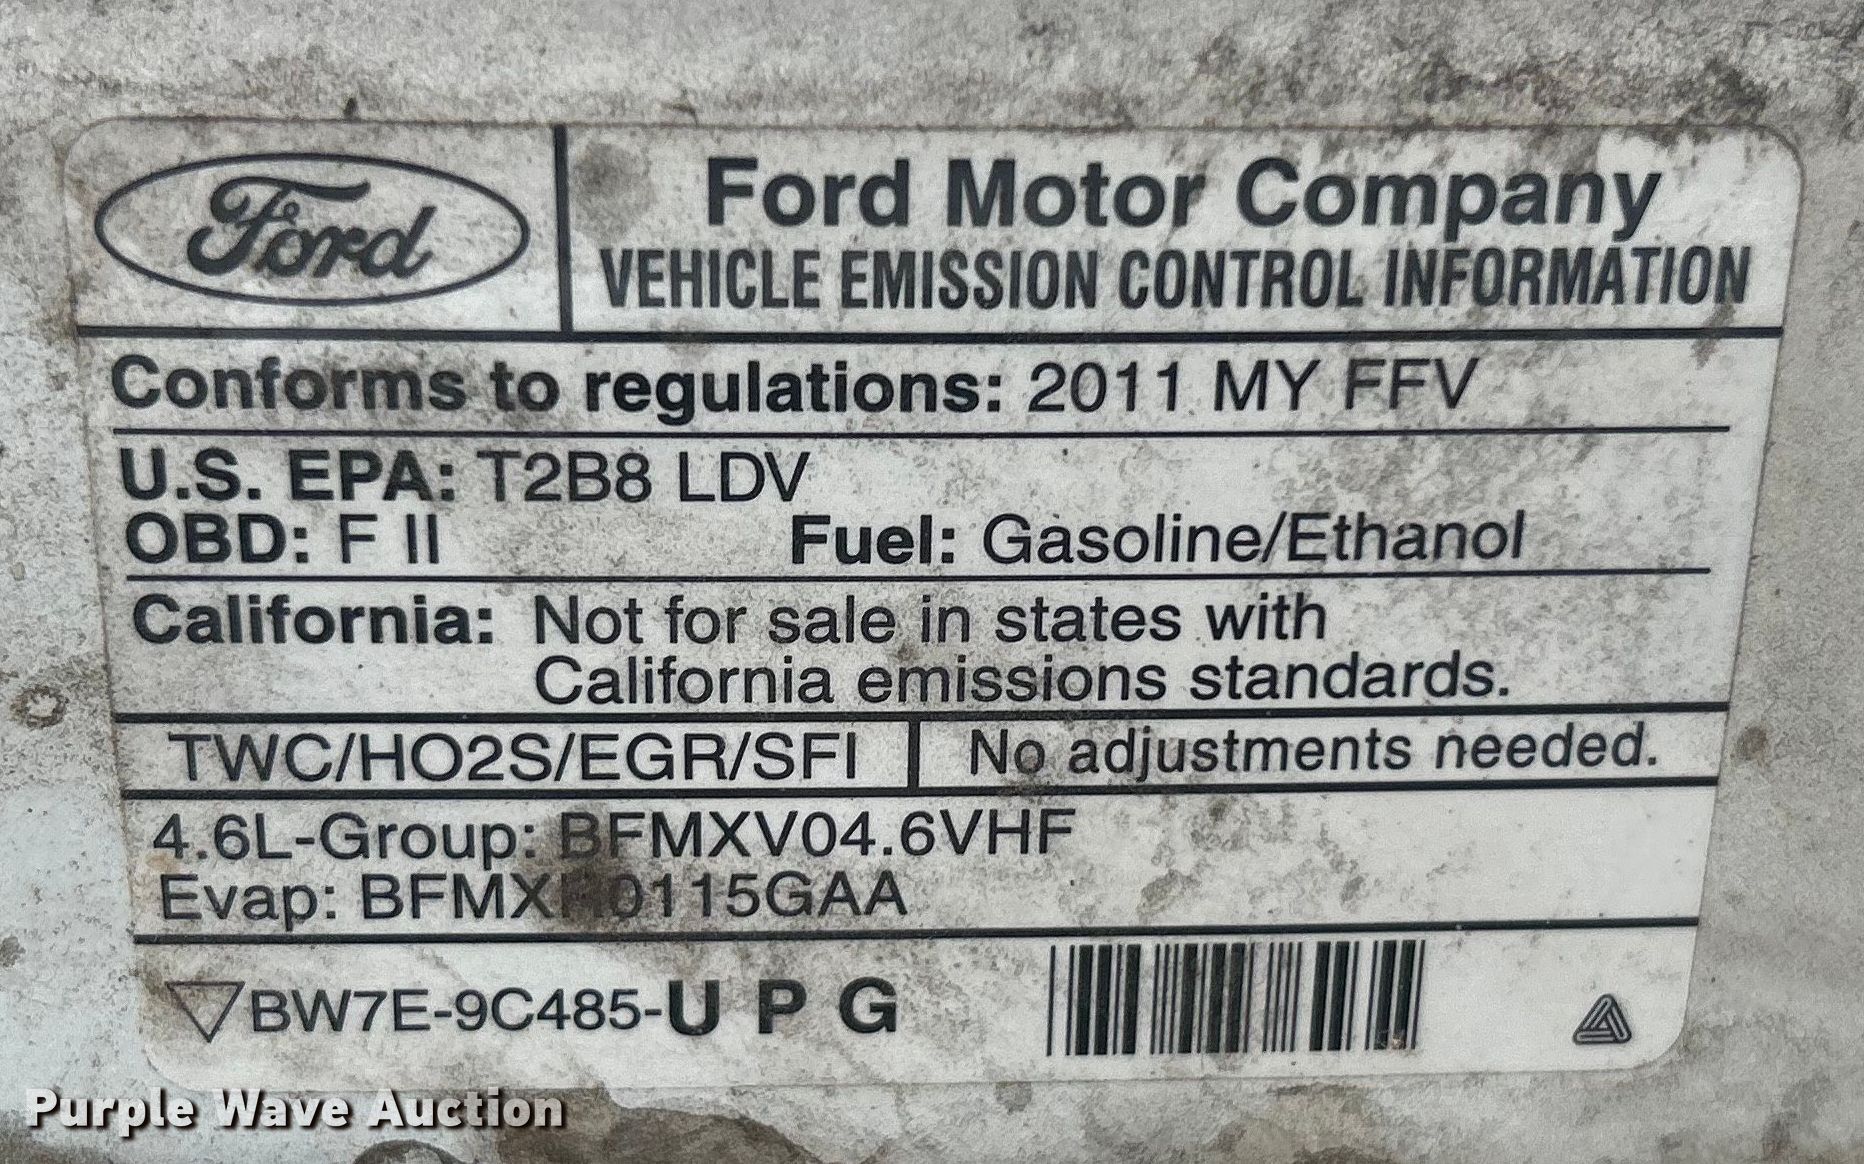 Ford
Ford Motor Company
VEHICLE EMISSION CONTROL INFORMATION
Conforms to regulations: 2011 MY FFV
U.S. EPA: T2B8 LDV
OBD: F II Fuel: Gasoline/Ethanol
California: Not for sale in states with
California emissions standards.
TWC/HO2S/EGR/SFI No adjustments needed.
4.6L-Group: BFMXV04.6VHF
Evap: BFMXR0115GAA
BW7E-9C485-U P G
Purple Wave Auction